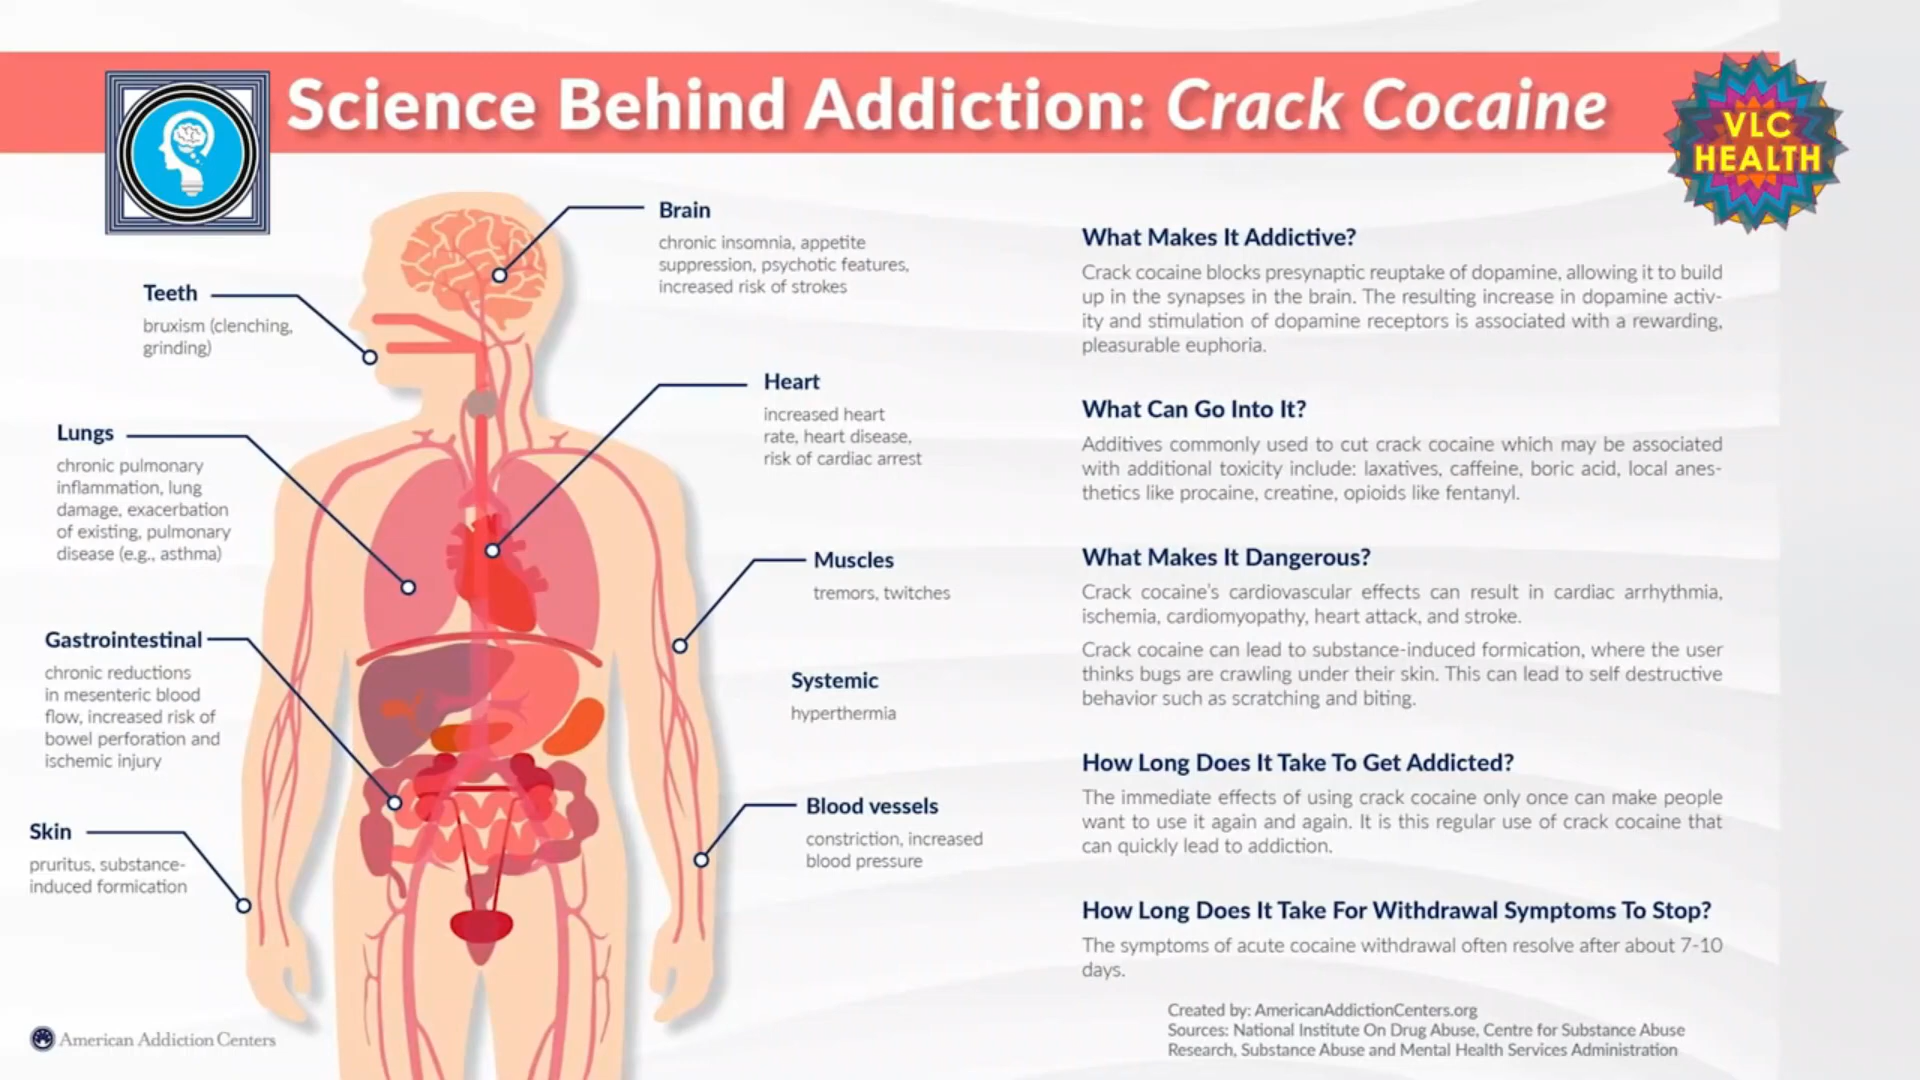 Science Behind Addiction: Crack Cocaine
VLC
HEALTH
Brain
chronic insomnia, appetite
suppression, psychotic features,
increased risk of strokes
Teeth
bruxism (clenching,
grinding)
Heart
increased heart
rate, heart disease,
risk of cardiac arrest
Lungs
chronic pulmonary
inflammation, lung
damage, exacerbation
of existing, pulmonary
disease (e.g., asthma)
Muscles
tremors, twitches
Gastrointestinal
chronic reductions
in mesenteric blood
flow, increased risk of
bowel perforation and
ischemic injury
Systemic
hyperthermia
Blood vessels
constriction, increased
blood pressure
Skin
pruritus, substance-
induced formication
American Addiction Centers
What Makes It Addictive?
Crack cocaine blocks presynaptic reuptake of dopamine, allowing it to build
up in the synapses in the brain. The resulting increase in dopamine activ-
ity and stimulation of dopamine receptors is associated with a rewarding,
pleasurable euphoria.
What Can Go Into It?
Additives commonly used to cut crack cocaine which may be associated
with additional toxicity include: laxatives, caffeine, boric acid, local anes-
thetics like procaine, creatine, opioids like fentanyl.
What Makes It Dangerous?
Crack cocaine's cardiovascular effects can result in cardiac arrhythmia,
ischemia, cardiomyopathy, heart attack, and stroke.
Crack cocaine can lead to substance-induced formication, where the user
thinks bugs are crawling under their skin. This can lead to self destructive
behavior such as scratching and biting.
How Long Does It Take To Get Addicted?
The immediate effects of using crack cocaine only once can make people
want to use it again and again. It is this regular use of crack cocaine that
can quickly lead to addiction.
How Long Does It Take For Withdrawal Symptoms To Stop?
The symptoms of acute cocaine withdrawal often resolve after about 7-10
days.
Created by: AmericanAddictionCenters.org
Sources: National Institute On Drug Abuse, Centre for Substance Abuse
Research, Substance Abuse and Mental Health Services Administration